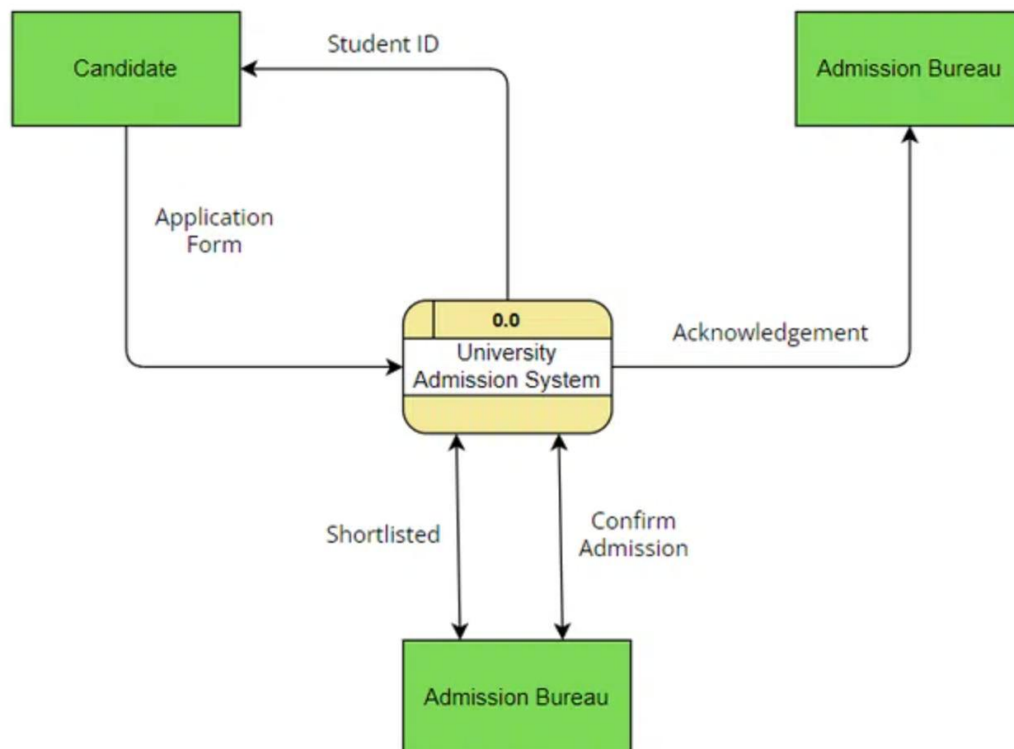 Student ID
Candidate
Admission Bureau
Application
Form
0.0
University
Admission System
Acknowledgement
Shortlisted
Confirm
Admission
Admission Bureau